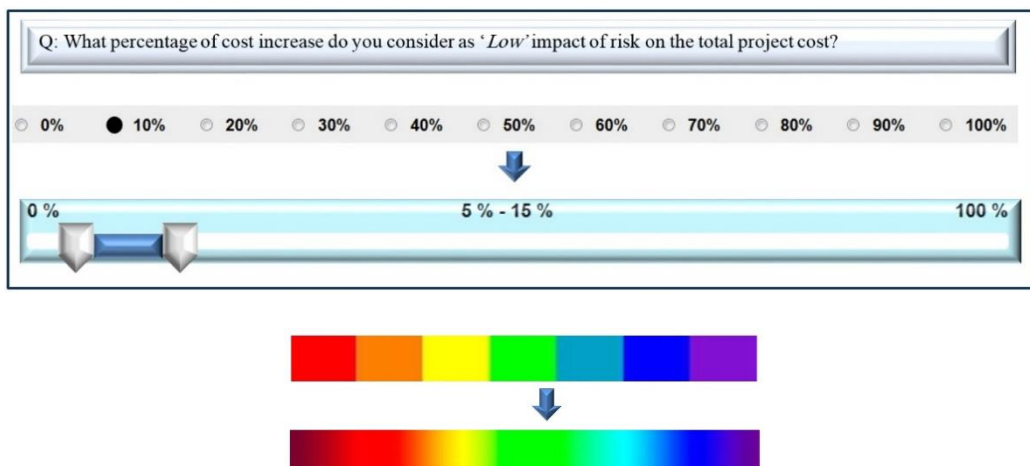 Q: What percentage of cost increase do you consider as ‘Low’ impact of risk on the total project cost?
0% 10% 20% 30% 40% 50% 60% 70% 80% 90% 100%
0 % 5 % - 15 % 100 %